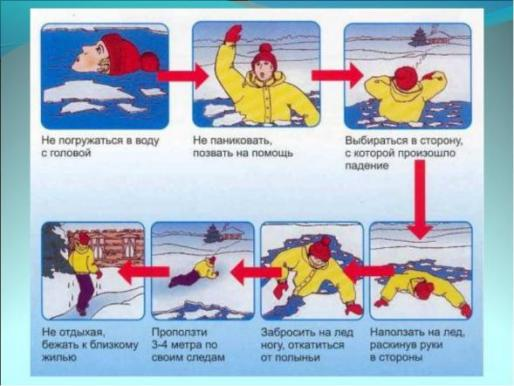 Не погружаться в воду
с головой
Не паниковать,
позвать на помощь
Выбираться в сторону,
с которой произошло
падение
Наползать на лед,
раскинув руки
в стороны
Забросить на лед
ногу, откатиться
от полыньи
Проползти
3-4 метра по
своим следам
Не отдыхая,
бежать к близкому
жилью